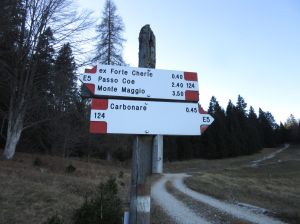 ex Forte Cherle 0.40
E5 Passo Coe 2.40 124
Monte Maggio 3.50
Carbonare 0.45
124 E5